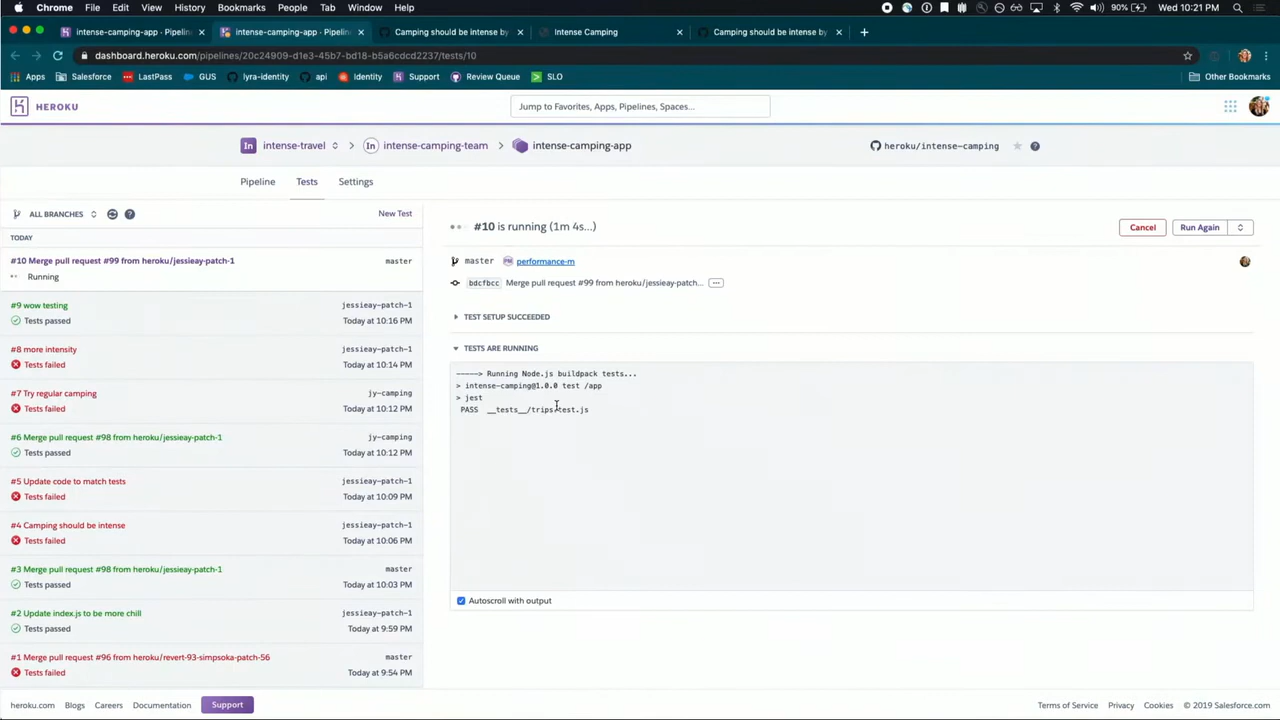 Chrome File Edit View History Bookmarks People Tab Window Help 90% Wed 10:21 PM
intense-camping-app · Pipelin × intense-camping-app · Pipelin × Camping should be intense by × Intense Camping × Camping should be intense by × +
dashboard.heroku.com/pipelines/20c24909-d1e3-45b7-bd18-b5a6cdcd2237/tests/10
Apps Salesforce LastPass GUS lyra-identity api Identity Support Review Queue SLO Other Bookmarks
HEROKU Jump to Favorites, Apps, Pipelines, Spaces...
In intense-travel > In intense-camping-team > intense-camping-app heroku/intense-camping
Pipeline Tests Settings
ALL BRANCHES New Test
TODAY
#10 Merge pull request #99 from heroku/jessieay-patch-1 master
Running
#9 wow testing jessieay-patch-1
Tests passed Today at 10:16 PM
#8 more intensity jessieay-patch-1
Tests failed Today at 10:14 PM
#7 Try regular camping jy-camping
Tests failed Today at 10:12 PM
#6 Merge pull request #98 from heroku/jessieay-patch-1 jy-camping
Tests passed Today at 10:12 PM
#5 Update code to match tests jessieay-patch-1
Tests failed Today at 10:09 PM
#4 Camping should be intense jessieay-patch-1
Tests failed Today at 10:06 PM
#3 Merge pull request #98 from heroku/jessieay-patch-1 master
Tests passed Today at 10:03 PM
#2 Update index.js to be more chill jessieay-patch-1
Tests passed Today at 9:59 PM
#1 Merge pull request #96 from heroku/revert-93-simpsoka-patch-56 master
Tests failed Today at 9:54 PM
#10 is running (1m 4s...) Cancel Run Again
master PM performance-m
bdcfbcc Merge pull request #99 from heroku/jessieay-patch... ...
TEST SETUP SUCCEEDED
TESTS ARE RUNNING
-----> Running Node.js buildpack tests...
> intense-camping@1.0.0 test /app
> jest
PASS __tests__/trips.test.js
Autoscroll with output
heroku.com Blogs Careers Documentation Support Terms of Service Privacy Cookies © 2019 Salesforce.com